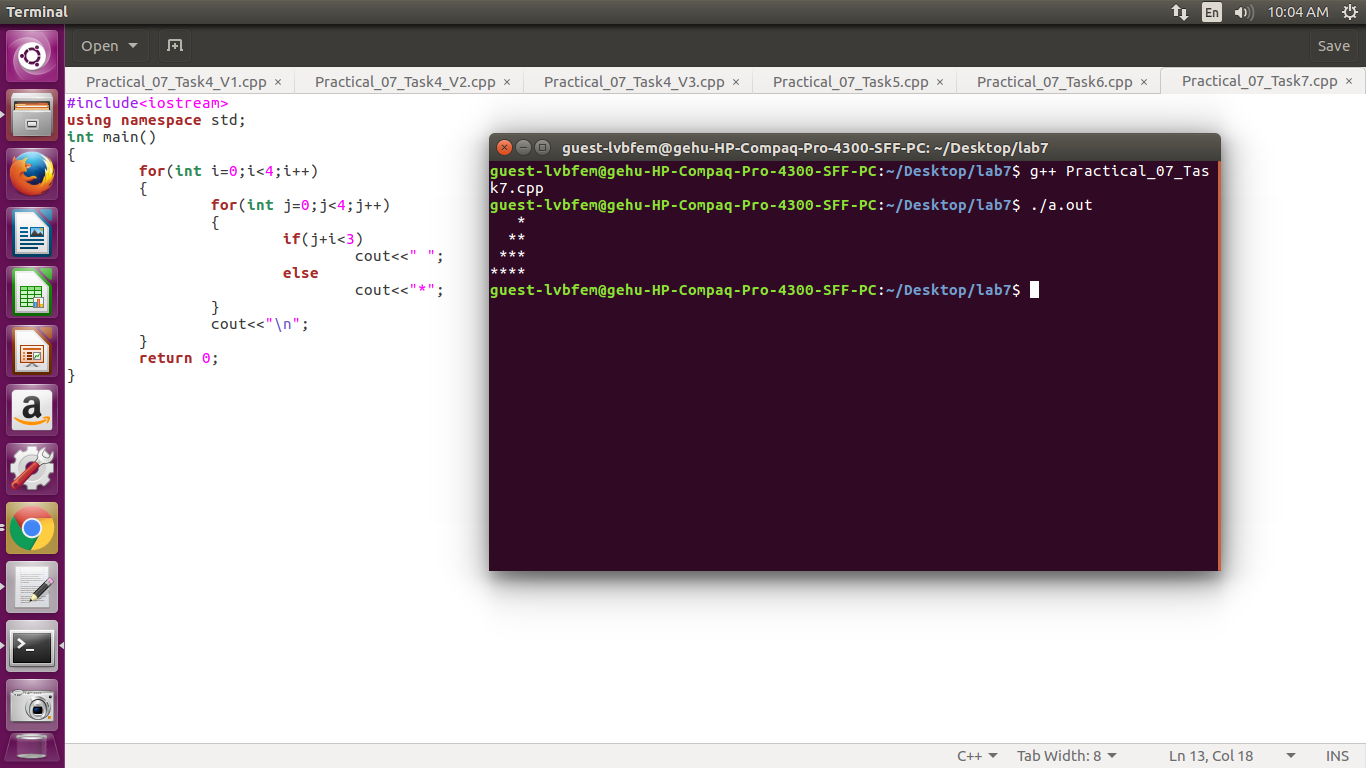 Terminal
En
10:04 AM
Open
Save
Practical_07_Task4_V1.cpp ×
Practical_07_Task4_V2.cpp ×
Practical_07_Task4_V3.cpp ×
Practical_07_Task5.cpp ×
Practical_07_Task6.cpp ×
Practical_07_Task7.cpp ×
#include<iostream>
using namespace std;
int main()
{
        for(int i=0;i<4;i++)
        {
                for(int j=0;j<4;j++)
                {
                        if(j+i<3)
                                cout<<" ";
                        else
                                cout<<"*";
                }
                cout<<"\n";
        }
        return 0;
}
guest-lvbfem@gehu-HP-Compaq-Pro-4300-SFF-PC: ~/Desktop/lab7
guest-lvbfem@gehu-HP-Compaq-Pro-4300-SFF-PC:~/Desktop/lab7$ g++ Practical_07_Tas
k7.cpp
guest-lvbfem@gehu-HP-Compaq-Pro-4300-SFF-PC:~/Desktop/lab7$ ./a.out
   *
  **
 ***
****
guest-lvbfem@gehu-HP-Compaq-Pro-4300-SFF-PC:~/Desktop/lab7$
a
>_
C++
Tab Width: 8
Ln 13, Col 18
INS